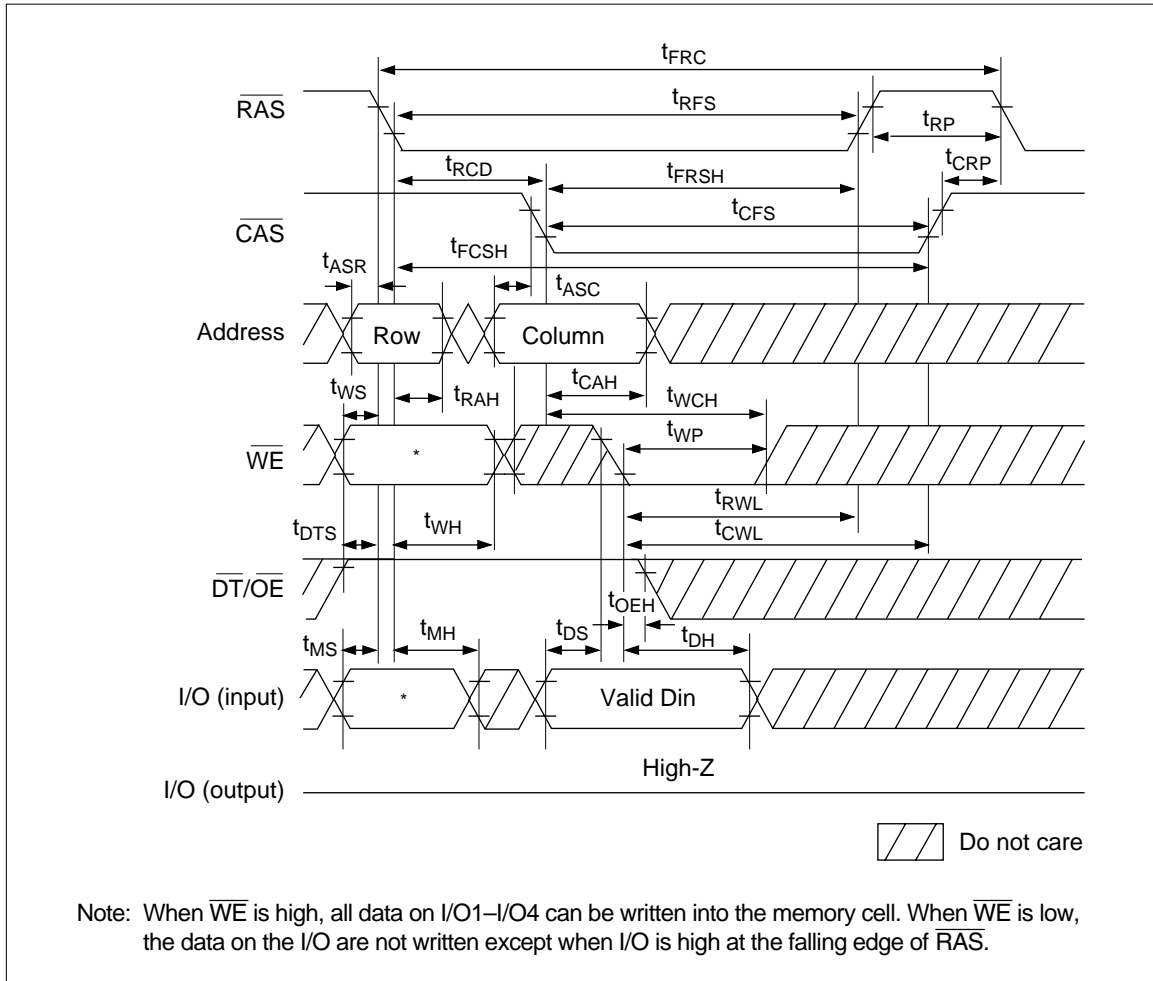 tFRC
RAS
tRFS
tRP
tRCD
tFRSH
tCRP
CAS
tCFS
tFCSH
tASR
tASC
Address
Row
Column
tWS
tRAH
tCAH
tWCH
WE
*
tWP
tRWL
tDTS
tWH
tCWL
DT/OE
tOEH
tMS
tMH
tDS
tDH
I/O (input)
*
Valid Din
High-Z
I/O (output)
Do not care
Note: When WE is high, all data on I/O1–I/O4 can be written into the memory cell. When WE is low,
the data on the I/O are not written except when I/O is high at the falling edge of RAS.